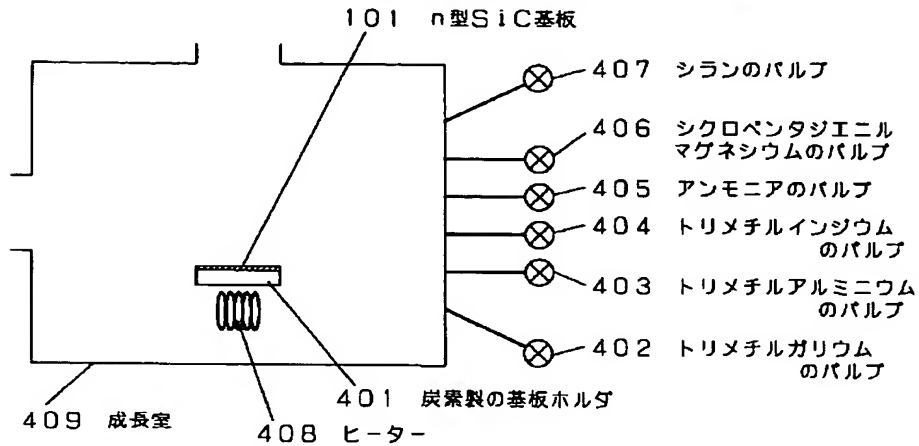 101 n型SiC基板
407 シランのバルブ
406 シクロペンタジエニル
マグネシウムのバルブ
405 アンモニアのバルブ
404 トリメチルインジウム
のバルブ
403 トリメチルアルミニウム
のバルブ
402 トリメチルガリウム
のバルブ
401 炭素製の基板ホルダ
409 成長室
408 ヒーター